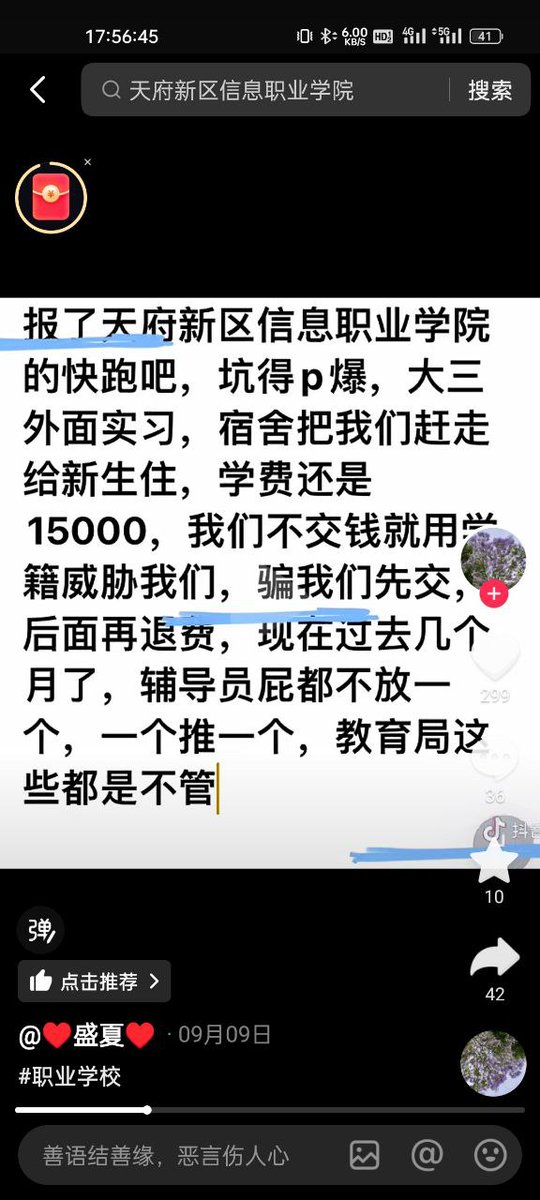 17:56:45 6.00 KB/S HD 4G 5G 41
天府新区信息职业学院 搜索
报了天府新区信息职业学院
的快跑吧，坑得p爆，大三
外面实习，宿舍把我们赶走
给新生住，学费还是
15000，我们不交钱就用学
籍威胁我们，骗我们先交，
后面再退费，现在过去几个
月了，辅导员屁都不放一
个，一个推一个，教育局这
些都是不管
299
36
抖音
10
42
弹
点击推荐
@❤️盛夏❤️ · 09月09日
#职业学校
善语结善缘，恶言伤人心